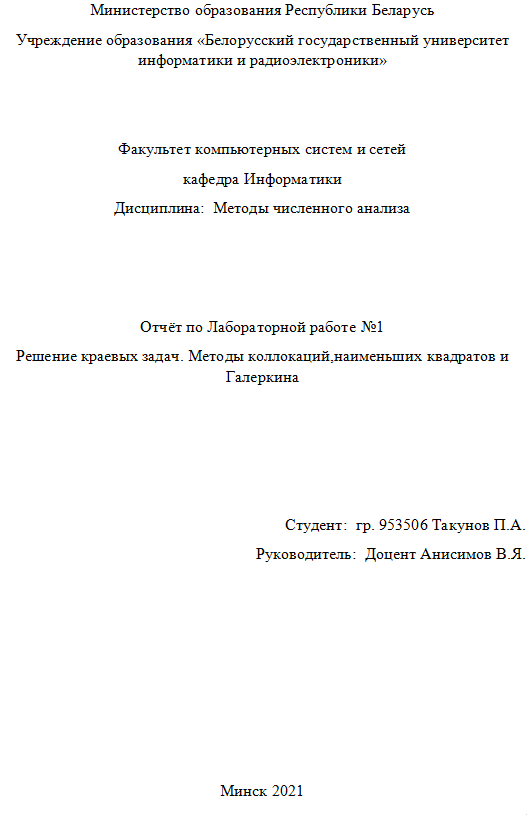 Министерство образования Республики Беларусь
Учреждение образования «Белорусский государственный университет
информатики и радиоэлектроники»
Факультет компьютерных систем и сетей
кафедра Информатики
Дисциплина: Методы численного анализа
Отчёт по Лабораторной работе №1
Решение краевых задач. Методы коллокаций,наименьших квадратов и
Галеркина
Студент: гр. 953506 Такунов П.А.
Руководитель: Доцент Анисимов В.Я.
Минск 2021